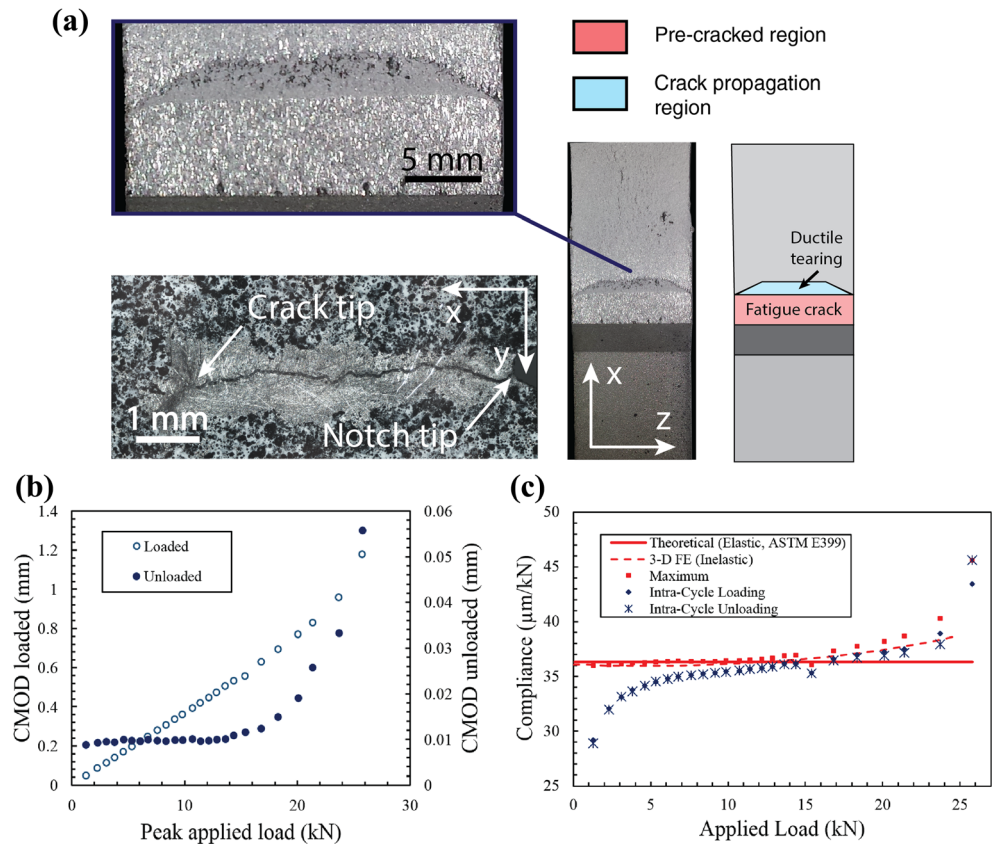 (a)
5 mm
Pre-cracked region
Crack propagation
region
Ductile
tearing
Fatigue crack
Crack tip
x
y
1 mm
Notch tip
x
z
(b)
CMOD loaded (mm)
1.4
1.2
1
0.8
0.6
0.4
0.2
0
Loaded
Unloaded
0.06
0.05
0.04
0.03
0.02
0.01
0
CMOD unloaded (mm)
0
10
20
30
Peak applied load (kN)
(c)
Compliance (μm/kN)
50
45
40
35
30
25
Theoretical (Elastic, ASTM E399)
3-D FE (Inelastic)
Maximum
Intra-Cycle Loading
Intra-Cycle Unloading
0
5
10
15
20
25
Applied Load (kN)